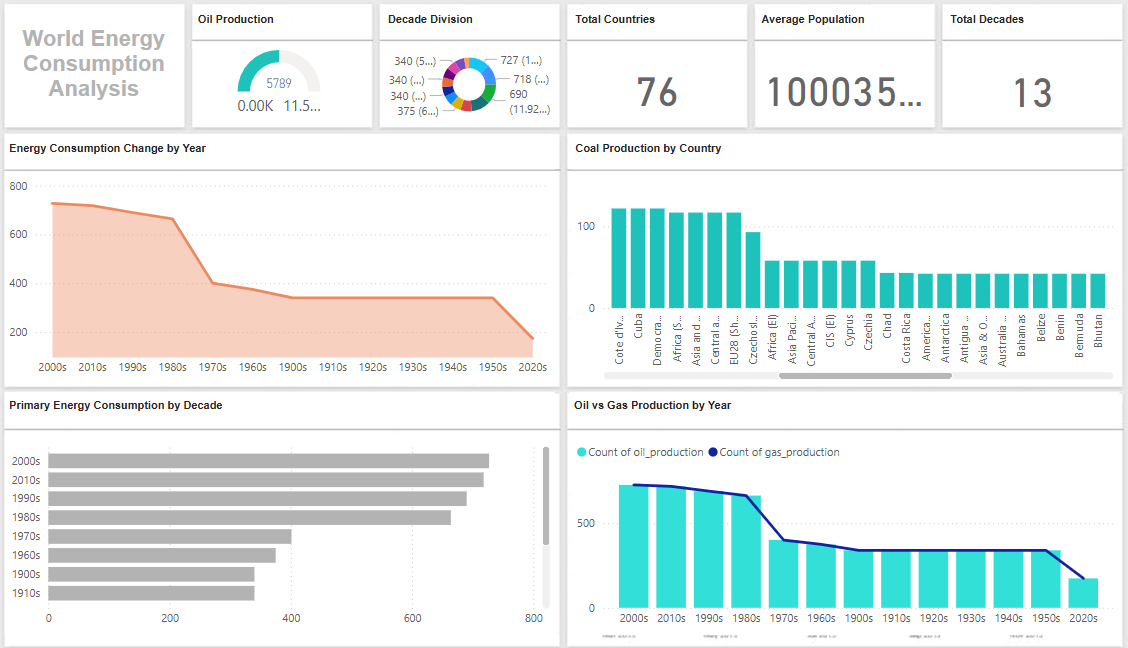 World Energy
Consumption
Analysis
Oil Production
5789
0.00K 11.5...
Decade Division
340 (5...)
340 (...)
340 (...)
375 (6...)
727 (1...)
718 (...)
690
(11.92...)
Total Countries
76
Average Population
100035...
Total Decades
13
Energy Consumption Change by Year
800
600
400
200
2000s 2010s 1990s 1980s 1970s 1960s 1900s 1910s 1920s 1930s 1940s 1950s 2020s
Coal Production by Country
100
0
Cote d'Iv...
Cuba
Democra...
Africa (S...
Asia and ...
Central a...
EU28 (Sh...
Czechosl...
Africa (EI)
Asia Paci...
Central A...
CIS (EI)
Cyprus
Czechia
Chad
Costa Rica
America...
Antarctica
Antigua ...
Asia & O...
Australia ...
Bahamas
Belize
Benin
Bermuda
Bhutan
Primary Energy Consumption by Decade
2000s
2010s
1990s
1980s
1970s
1960s
1900s
1910s
0 200 400 600 800
Oil vs Gas Production by Year
Count of oil_production Count of gas_production
500
0
2000s 2010s 1990s 1980s 1970s 1960s 1900s 1910s 1920s 1930s 1940s 1950s 2020s